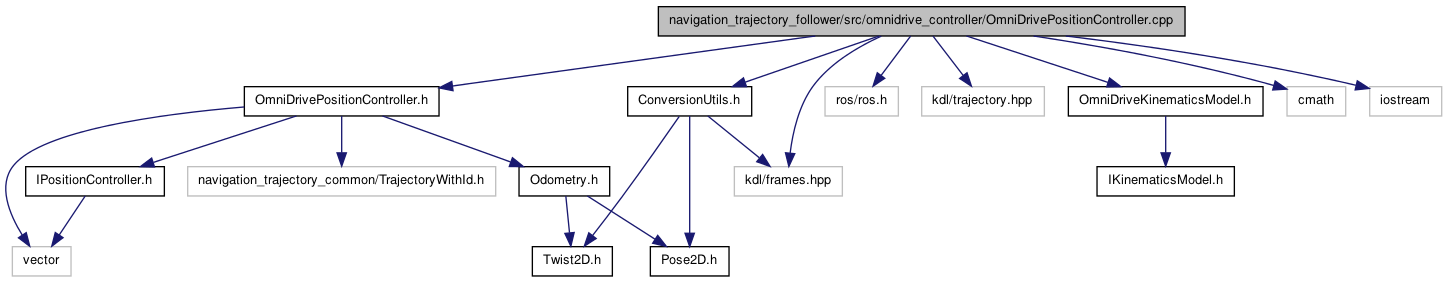 navigation_trajectory_follower/src/omnidrive_controller/OmniDrivePositionController.cpp
OmniDrivePositionController.h
ConversionUtils.h
ros/ros.h
kdl/trajectory.hpp
OmniDriveKinematicsModel.h
cmath
iostream
IPositionController.h
navigation_trajectory_common/TrajectoryWithId.h
Odometry.h
kdl/frames.hpp
IKinematicsModel.h
vector
Twist2D.h
Pose2D.h